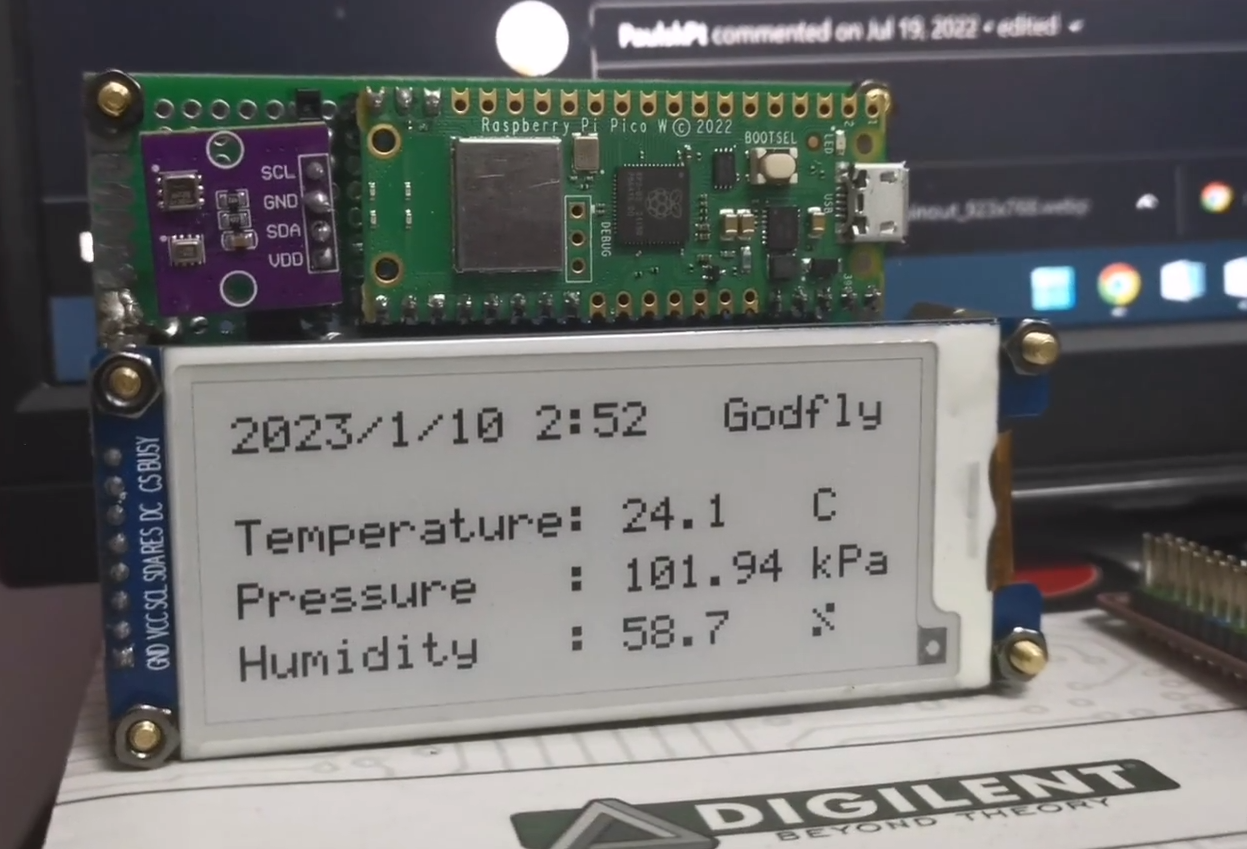 PaulskPt commented on Jul 19, 2022 • edited
Raspberry Pi Pico W © 2022
BOOTSEL
LED
USB
DEBUG
SCL
GND
SDA
VDD
2023/1/10 2:52 Godfly
Temperature: 24.1 C
Pressure : 101.94 kPa
Humidity : 58.7 %
GND VCC SCL SDA RES DC CS BUSY
DIGILENT
BEYOND THEORY